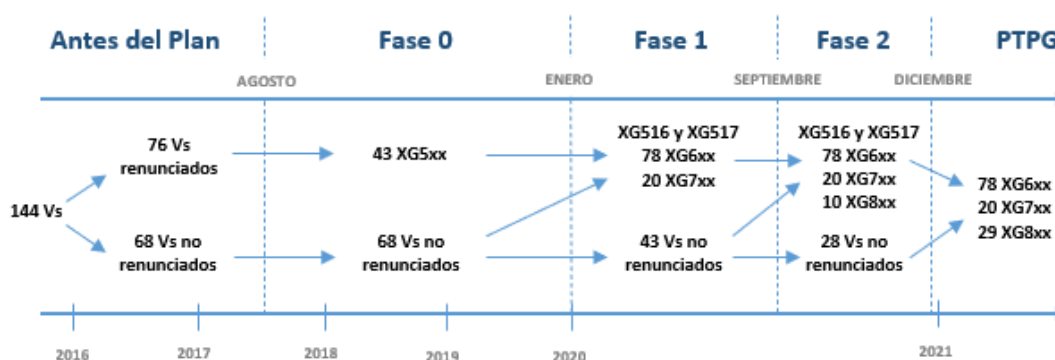 Antes del Plan
Fase 0
Fase 1
Fase 2
PTPG
AGOSTO
ENERO
SEPTIEMBRE
DICIEMBRE
144 Vs
76 Vs
renunciados
68 Vs no
renunciados
43 XG5xx
68 Vs no
renunciados
XG516 y XG517
78 XG6xx
20 XG7xx
43 Vs no
renunciados
XG516 y XG517
78 XG6xx
20 XG7xx
10 XG8xx
28 Vs no
renunciados
78 XG6xx
20 XG7xx
29 XG8xx
2016
2017
2018
2019
2020
2021